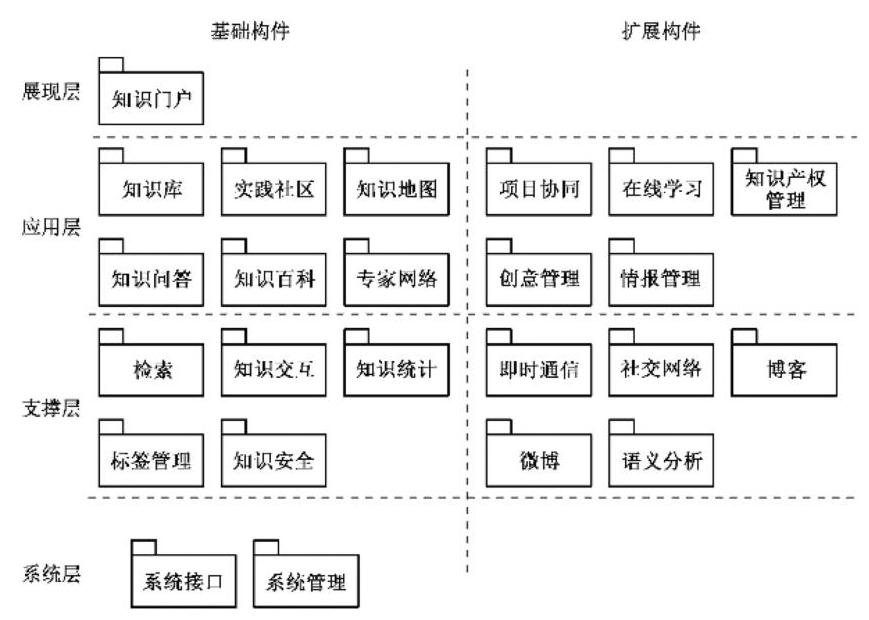 基础构件
扩展构件
展现层
知识门户
应用层
知识库
实践社区
知识地图
项目协同
在线学习
知识产权
管理
知识问答
知识百科
专家网络
创意管理
情报管理
支撑层
检索
知识交互
知识统计
即时通信
社交网络
博客
标签管理
知识安全
微博
语义分析
系统层
系统接口
系统管理